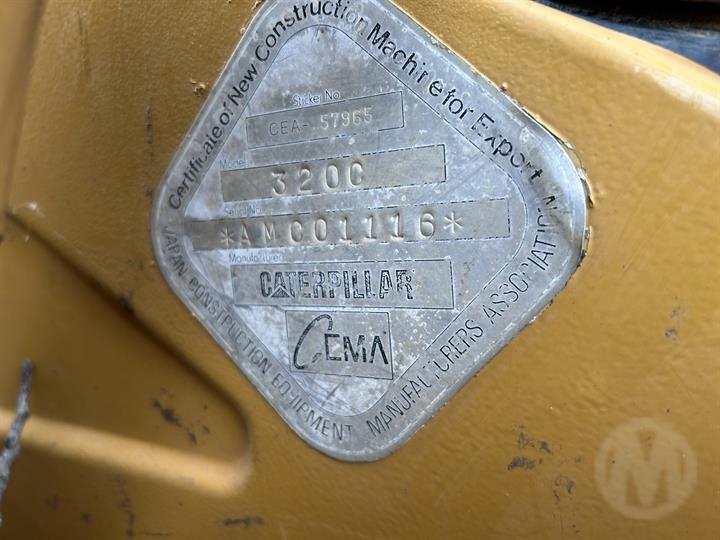 Certificate of New Construction Machine for Export
Sticker No.
CEA- 57965
Model
320C
Serial No.
*AMC01116*
Manufacturer
CATERPILLAR
CEMA
JAPAN CONSTRUCTION EQUIPMENT MANUFACTURERS ASSOCIATION
M